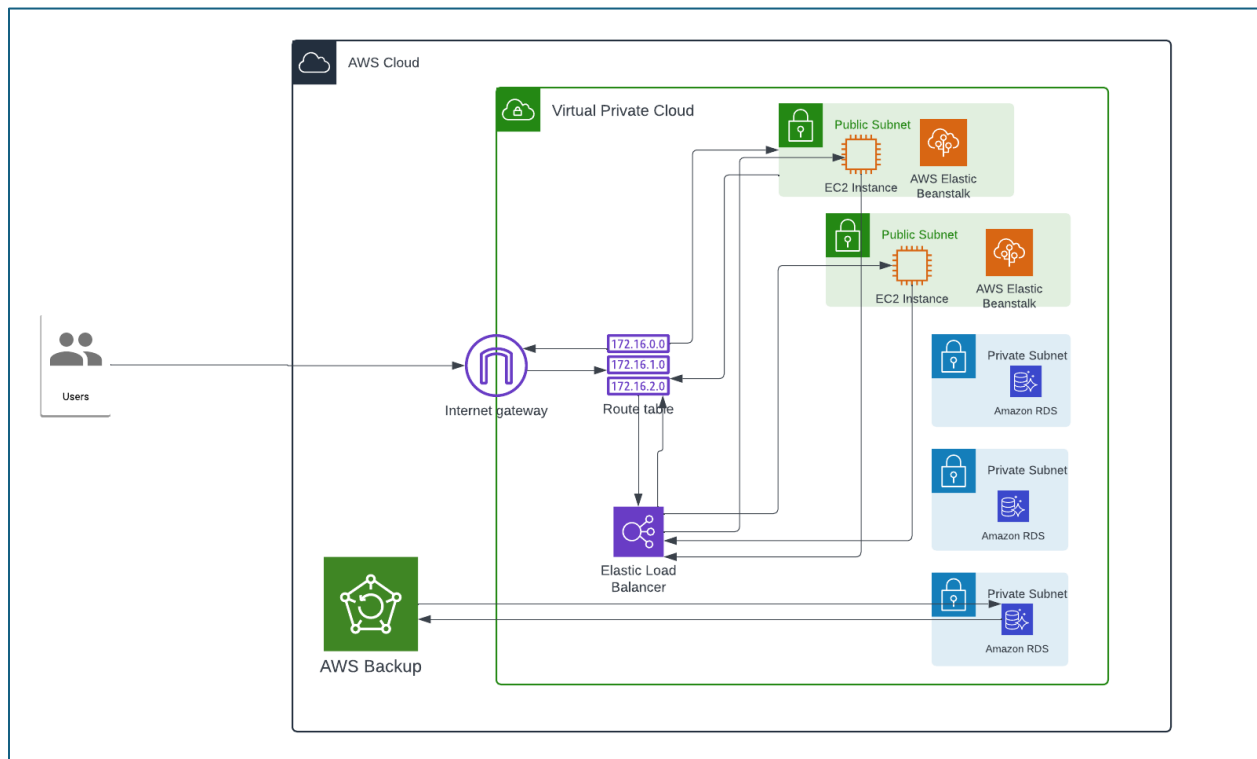 AWS Cloud
Virtual Private Cloud
Public Subnet
EC2 Instance
AWS Elastic
Beanstalk
Public Subnet
EC2 Instance
AWS Elastic
Beanstalk
Users
Internet gateway
172.16.0.0
172.16.1.0
172.16.2.0
Route table
Private Subnet
Amazon RDS
Private Subnet
Amazon RDS
Elastic Load
Balancer
Private Subnet
Amazon RDS
AWS Backup